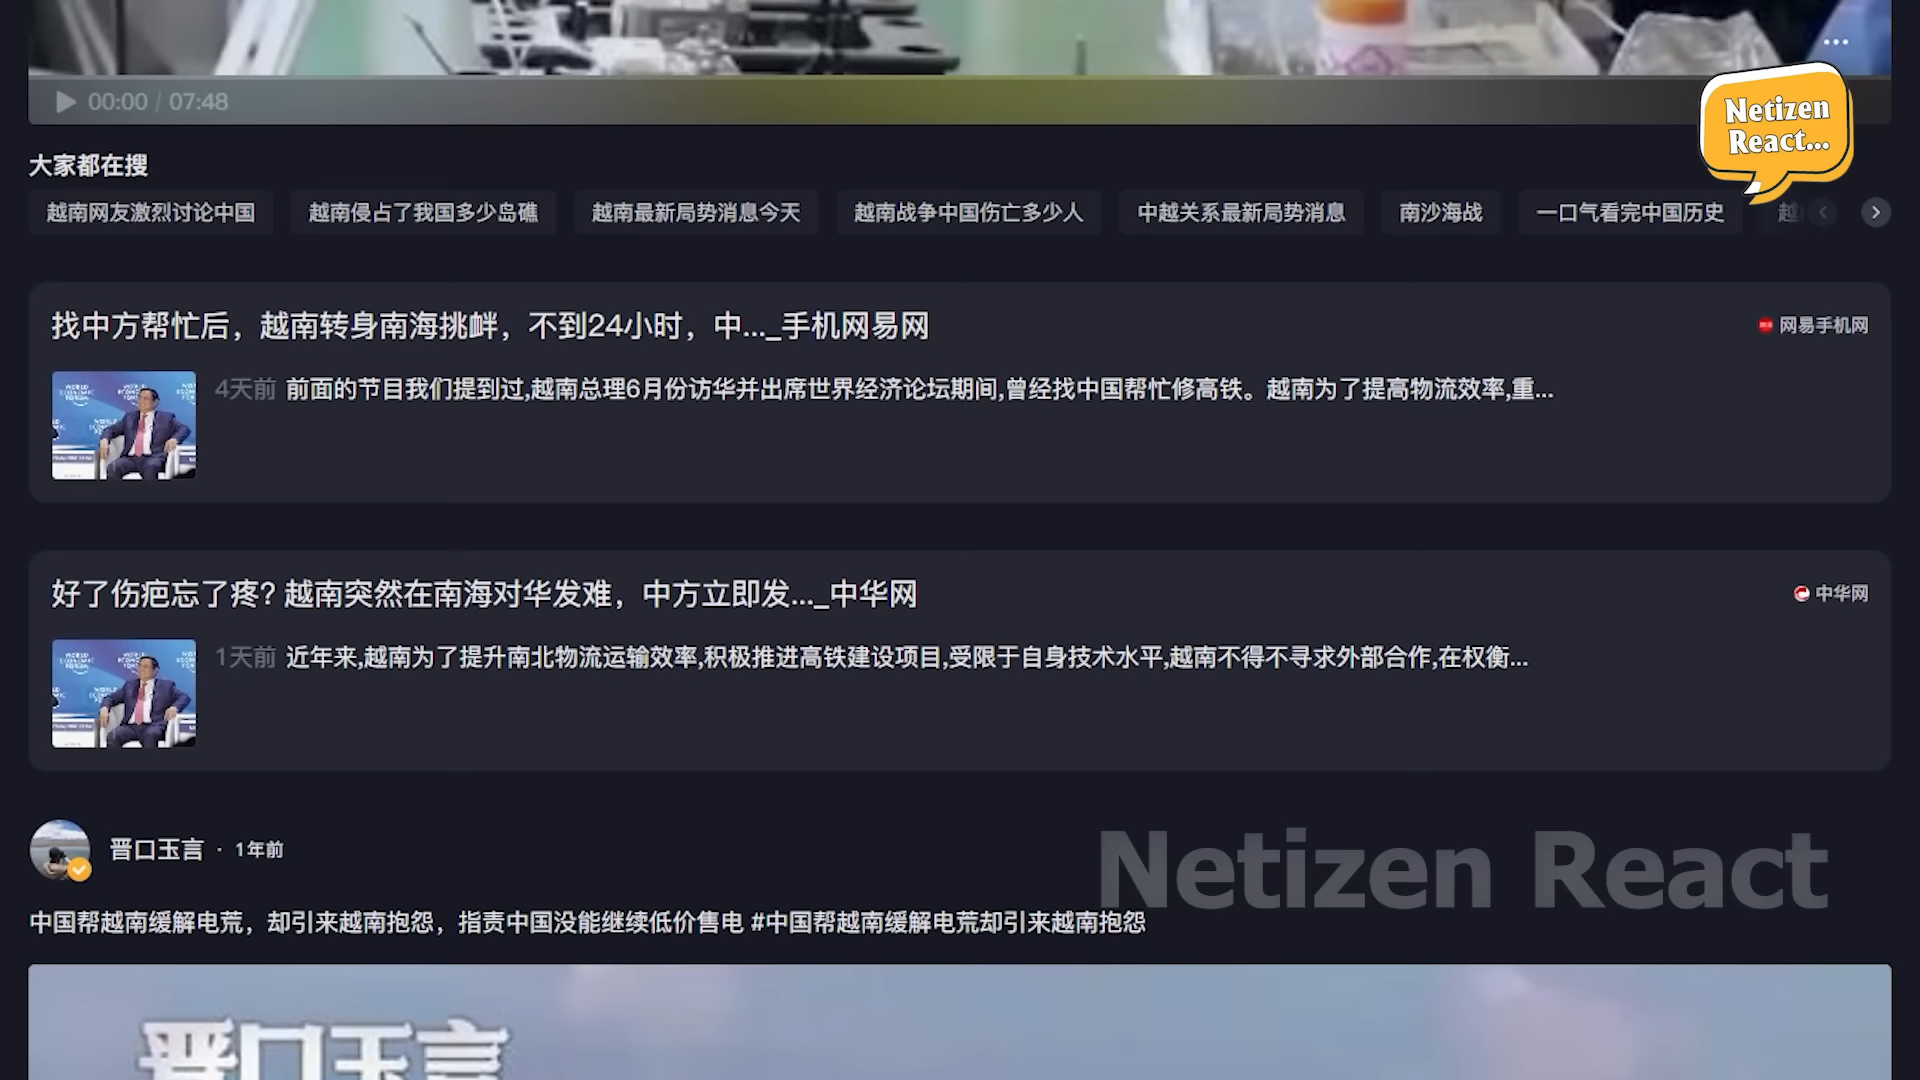 00:00 / 07:48
Netizen
React...
大家都在搜
越南网友激烈讨论中国
越南侵占了我国多少岛礁
越南最新局势消息今天
越南战争中国伤亡多少人
中越关系最新局势消息
南沙海战
一口气看完中国历史
越
找中方帮忙后，越南转身南海挑衅，不到24小时，中..._手机网易网
网易手机网
4天前 前面的节目我们提到过,越南总理6月份访华并出席世界经济论坛期间,曾经找中国帮忙修高铁。越南为了提高物流效率,重...
好了伤疤忘了疼? 越南突然在南海对华发难，中方立即发..._中华网
中华网
1天前 近年来,越南为了提升南北物流运输效率,积极推进高铁建设项目,受限于自身技术水平,越南不得不寻求外部合作,在权衡...
晋口玉言 · 1年前
Netizen React
中国帮越南缓解电荒，却引来越南抱怨，指责中国没能继续低价售电 #中国帮越南缓解电荒却引来越南抱怨
晋口玉言